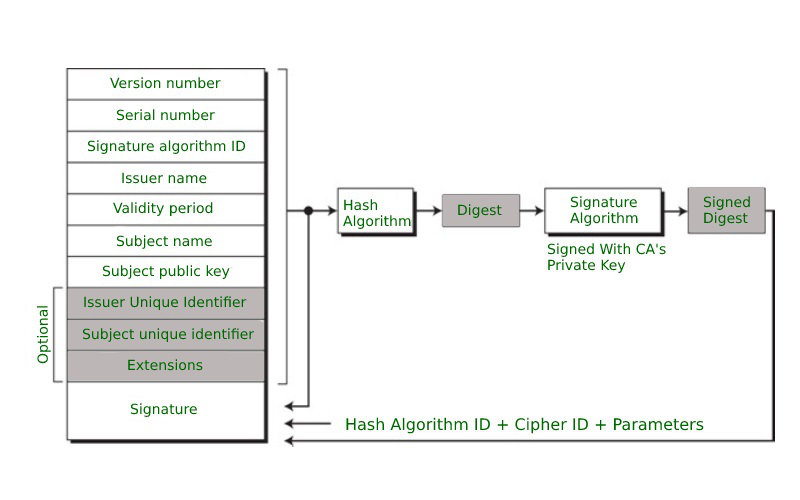 Version number
Serial number
Signature algorithm ID
Issuer name
Validity period
Subject name
Subject public key
Optional
Issuer Unique Identifier
Subject unique identifier
Extensions
Signature
Hash
Algorithm
Digest
Signature
Algorithm
Signed With CA's
Private Key
Signed
Digest
Hash Algorithm ID + Cipher ID + Parameters